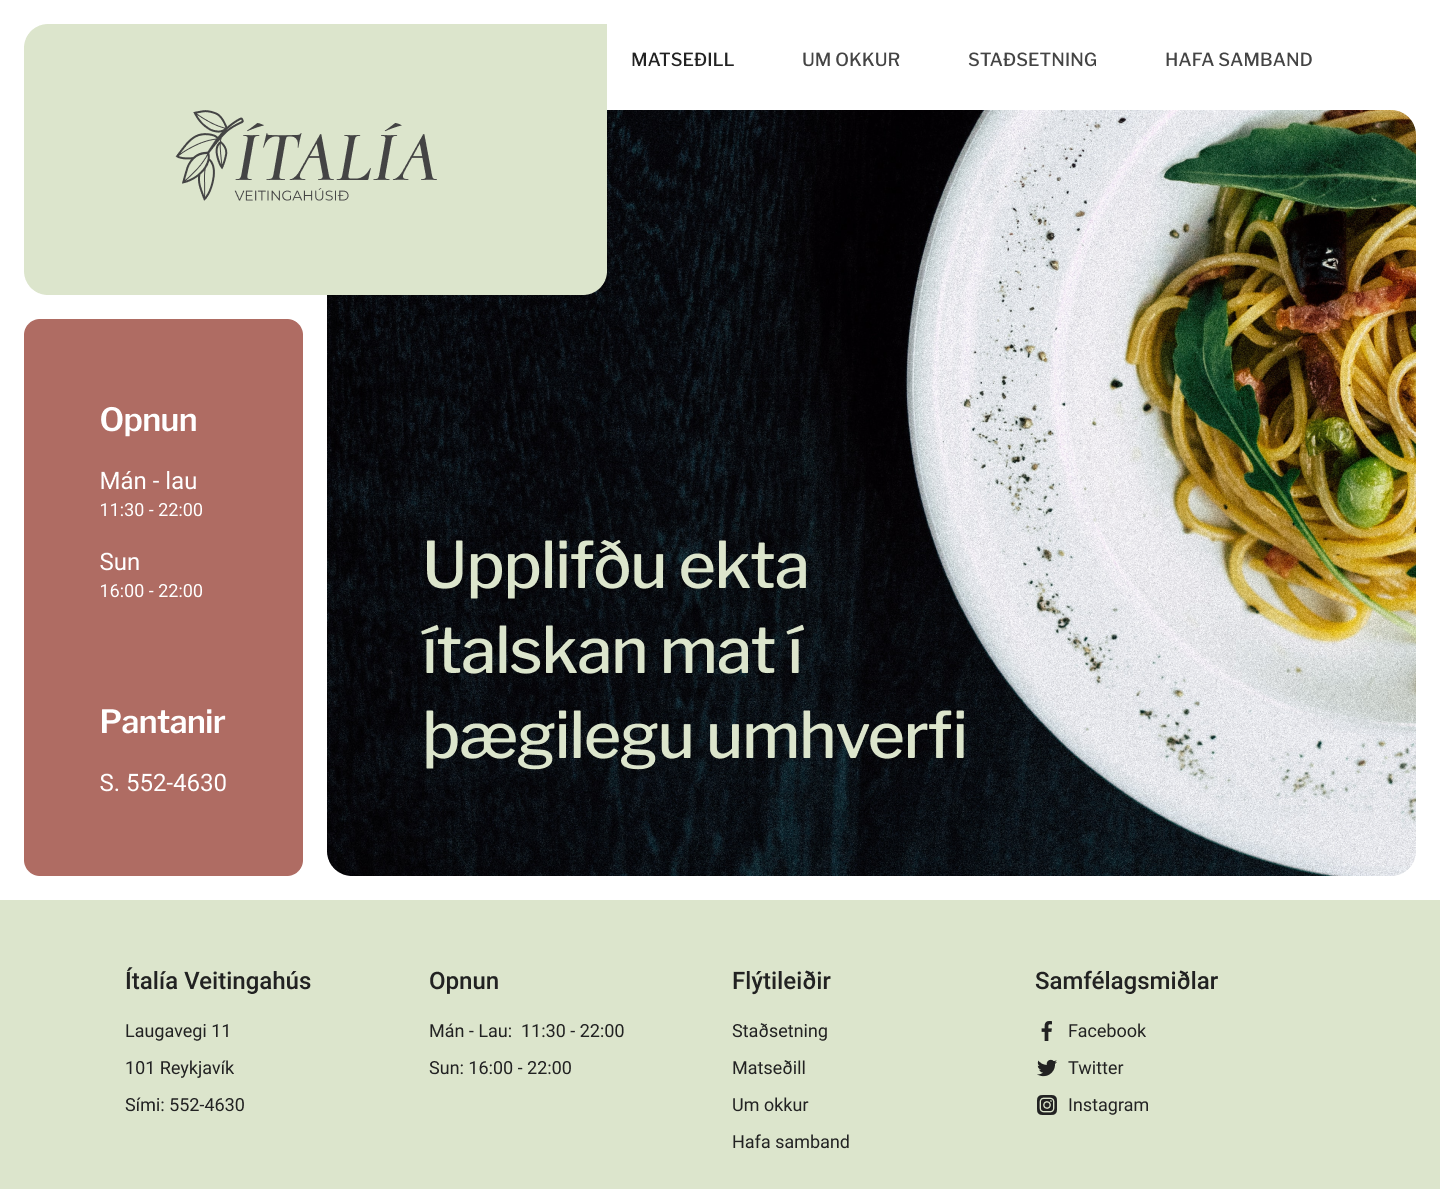 ÍTALÍA
VEITINGAHÚSIÐ
MATSEÐILL
UM OKKUR
STAÐSETNING
HAFA SAMBAND
Opnun
Mán - lau
11:30 - 22:00
Sun
16:00 - 22:00
Pantanir
S. 552-4630
Upplifðu ekta
ítalskan mat í
þægilegu umhverfi
Ítalía Veitingahús
Laugavegi 11
101 Reykjavík
Sími: 552-4630
Opnun
Mán - Lau: 11:30 - 22:00
Sun: 16:00 - 22:00
Flýtileiðir
Staðsetning
Matseðill
Um okkur
Hafa samband
Samfélagsmiðlar
Facebook
Twitter
Instagram